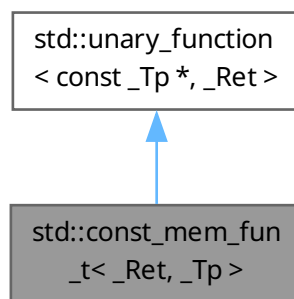 std::unary_function
< const _Tp *, _Ret >
std::const_mem_fun
_t< _Ret, _Tp >